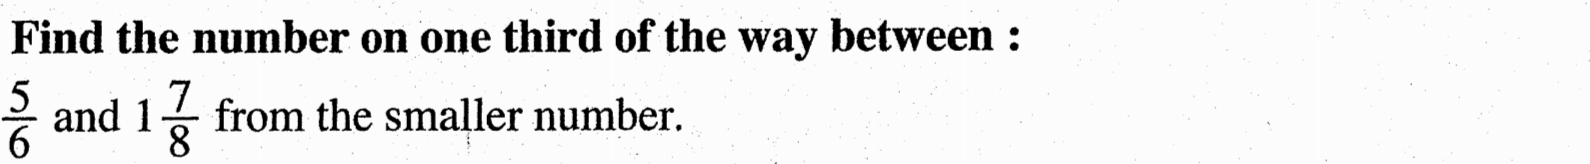 Find the number on one third of the way between :
5/6 and 1 7/8 from the smaller number.